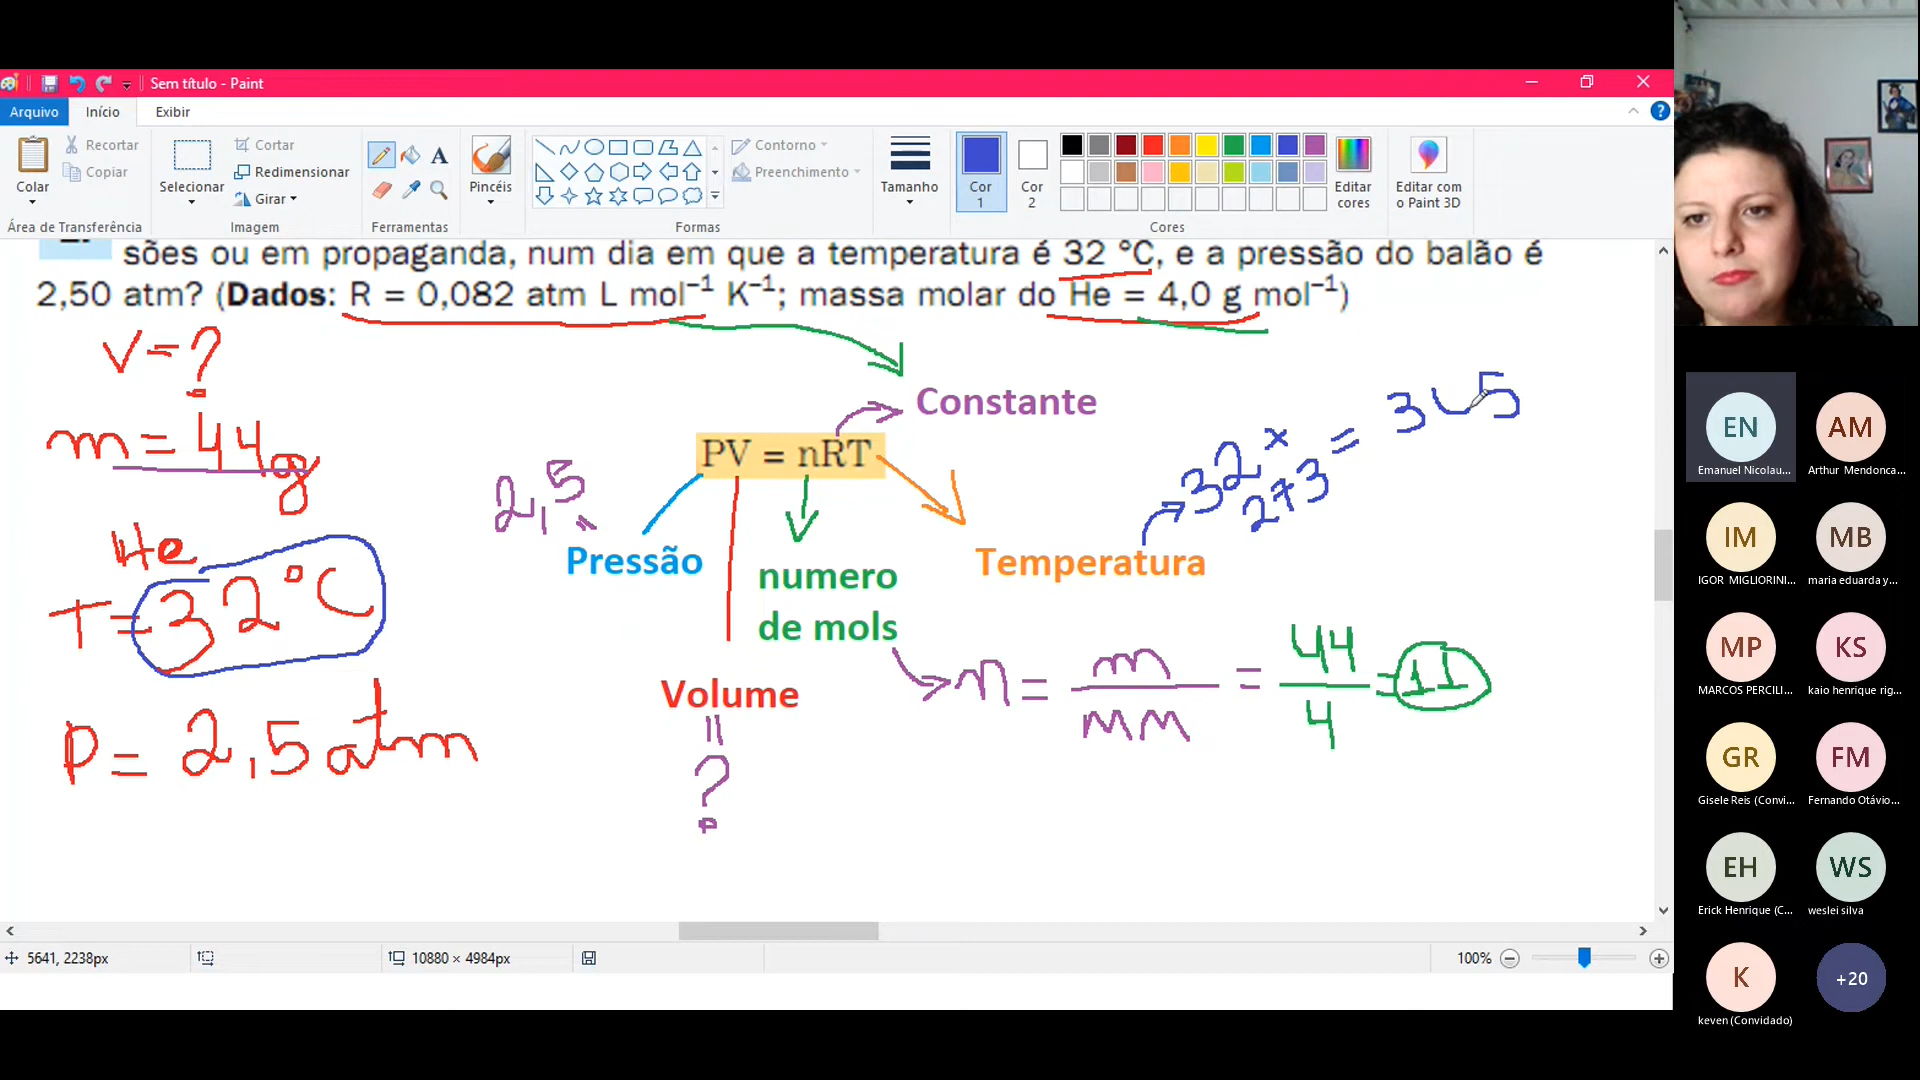 Sem título - Paint
Arquivo Início Exibir
Colar
Recortar
Copiar
Área de Transferência
Selecionar
Cortar
Redimensionar
Girar
Imagem
A
Ferramentas
Pincéis
Contorno
Preenchimento
Formas
Tamanho
Cor 1
Cor 2
Editar cores
Editar com o Paint 3D
Cores
sões ou em propaganda, num dia em que a temperatura é 32 °C, e a pressão do balão é
2,50 atm? (Dados: R = 0,082 atm L mol⁻¹ K⁻¹; massa molar do He = 4,0 g mol⁻¹)
V = ?
m = 44g
He
T = 32°C
P = 2,5 atm
Constante
PV = nRT
2,5
Pressão
numero
de mols
Temperatura
32
273
=
Volume
=
?
n = m/MM = 44/4 = 11
5641, 2238px
10880 × 4984px
100%
EN
Emanuel Nicolau...
AM
Arthur Mendonca...
IM
IGOR MIGLIORINI...
MB
maria eduarda y...
MP
MARCOS PERCILI...
KS
kaio henrique rig...
GR
Gisele Reis (Convi...
FM
Fernando Otávio...
EH
Erick Henrique (C...
WS
weslei silva
K
keven (Convidado)
+20